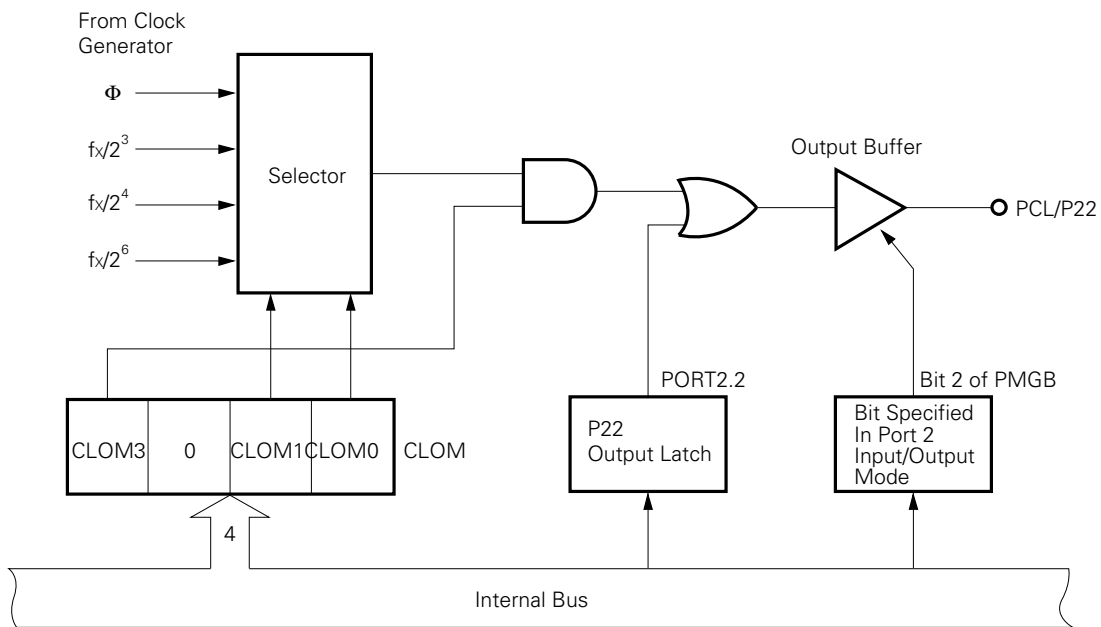 From Clock
Generator
Φ
fx/2³
fx/2⁴
fx/2⁶
Selector
Output Buffer
PCL/P22
PORT2.2
Bit 2 of PMGB
CLOM3
0
CLOM1
CLOM0
CLOM
P22
Output Latch
Bit Specified
In Port 2
Input/Output
Mode
4
Internal Bus